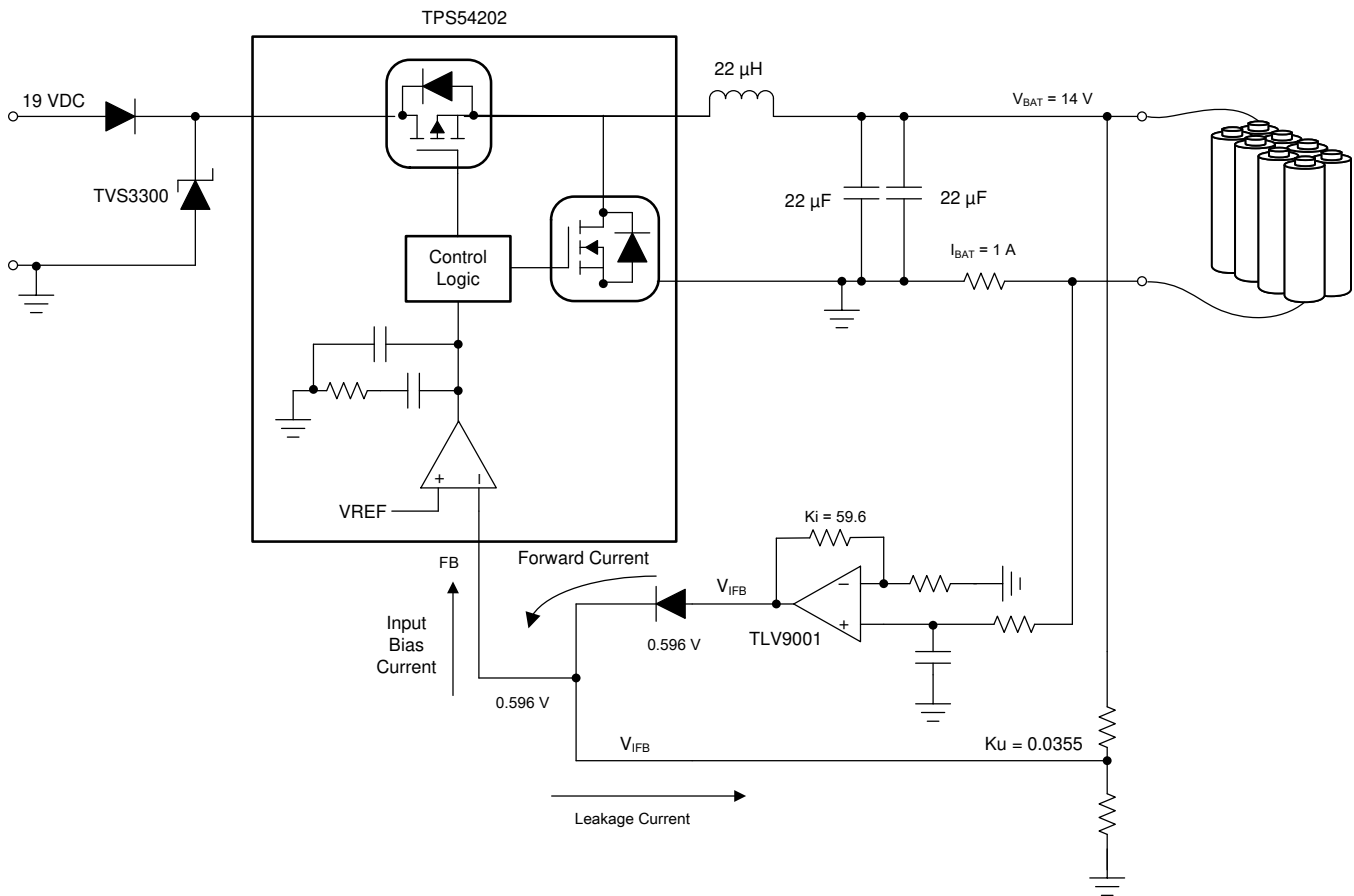 TPS54202
19 VDC
TVS3300
22 µH
V_BAT = 14 V
22 µF
22 µF
I_BAT = 1 A
Control
Logic
+
–
VREF
FB
Forward Current
Ki = 59.6
V_IFB
–
+
TLV9001
0.596 V
Input
Bias
Current
0.596 V
V_IFB
Ku = 0.0355
Leakage Current